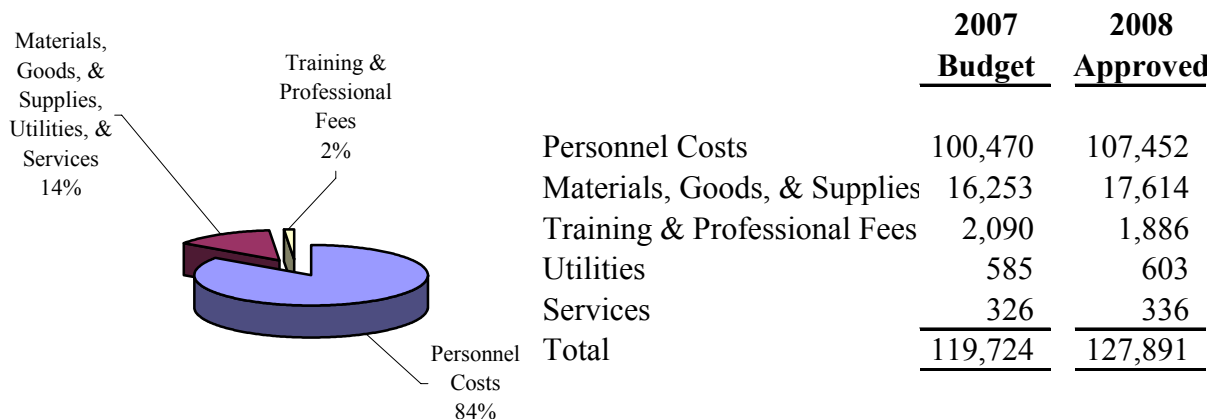 Materials,
Goods, &
Supplies,
Utilities, &
Services
14%
Training &
Professional
Fees
2%
Personnel
Costs
84%
2007 2008
Budget Approved
Personnel Costs 100,470 107,452
Materials, Goods, & Supplies 16,253 17,614
Training & Professional Fees 2,090 1,886
Utilities 585 603
Services 326 336
Total 119,724 127,891